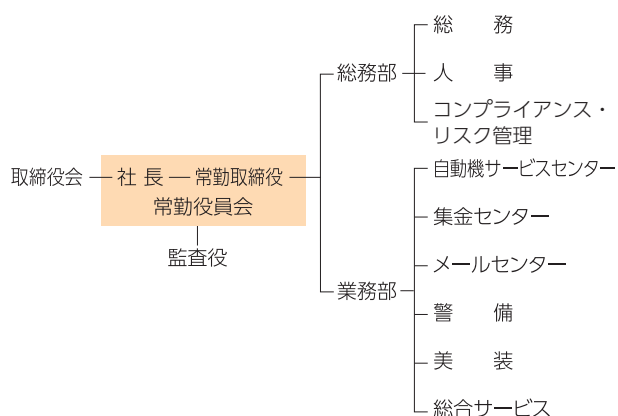 取締役会
社長
常勤取締役
常勤役員会
監査役
総務部
総務
人事
コンプライアンス・
リスク管理
業務部
自動機サービスセンター
集金センター
メールセンター
警備
美装
総合サービス